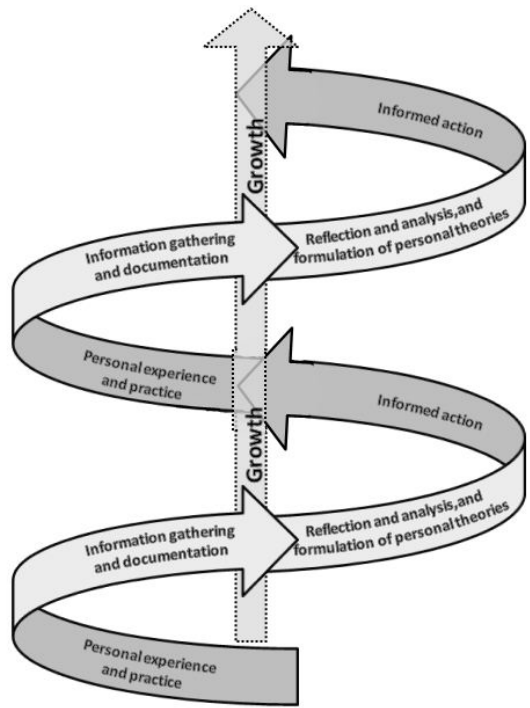 Informed action
Growth
Information gathering
and documentation
Reflection and analysis,and
formulation of personal theories
Personal experience
and practice
Informed action
Growth
Information gathering
and documentation
Reflection and analysis,and
formulation of personal theories
Personal experience
and practice